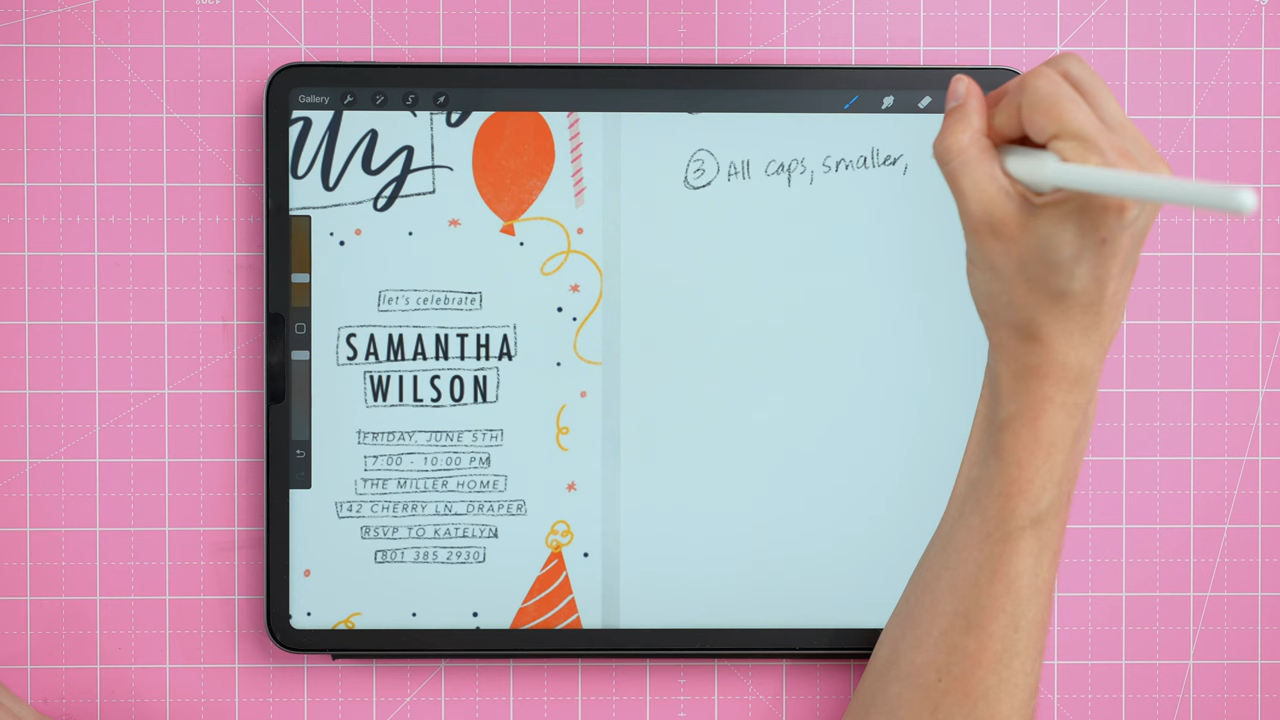 Gallery
③ All caps, smaller,
let's celebrate
SAMANTHA
WILSON
FRIDAY, JUNE 5TH
7:00 - 10:00 PM
THE MILLER HOME
142 CHERRY LN, DRAPER
RSVP TO KATELYN
801 385 2930